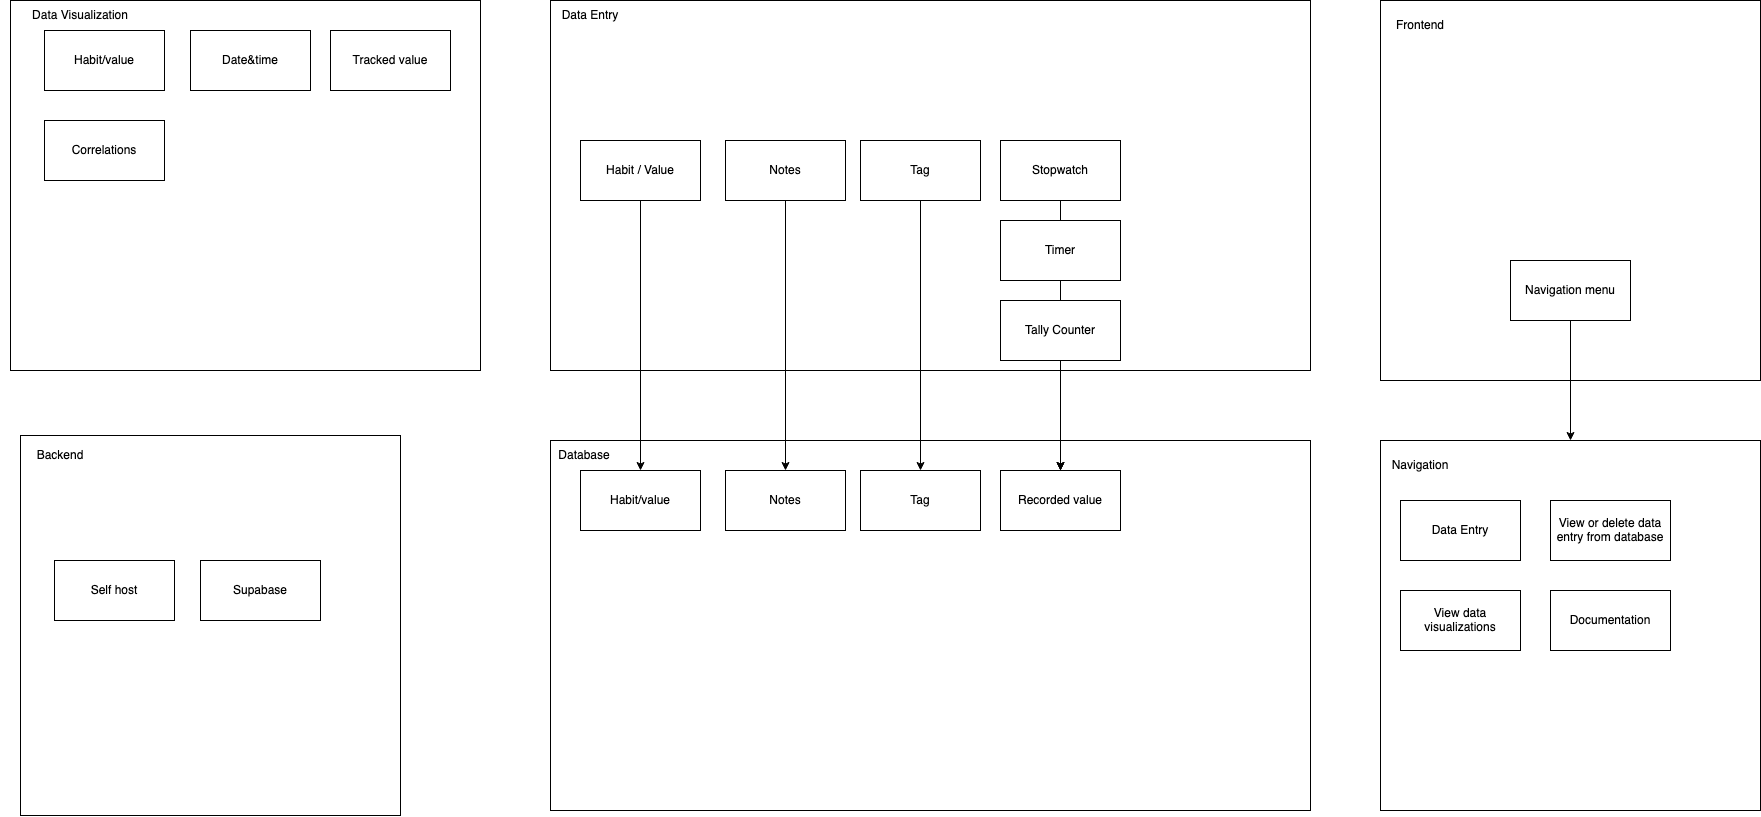 Data Visualization
Habit/value
Date&time
Tracked value
Correlations
Data Entry
Habit / Value
Notes
Tag
Stopwatch
Timer
Tally Counter
Frontend
Navigation menu
Backend
Self host
Supabase
Database
Habit/value
Notes
Tag
Recorded value
Navigation
Data Entry
View or delete data
entry from database
View data
visualizations
Documentation